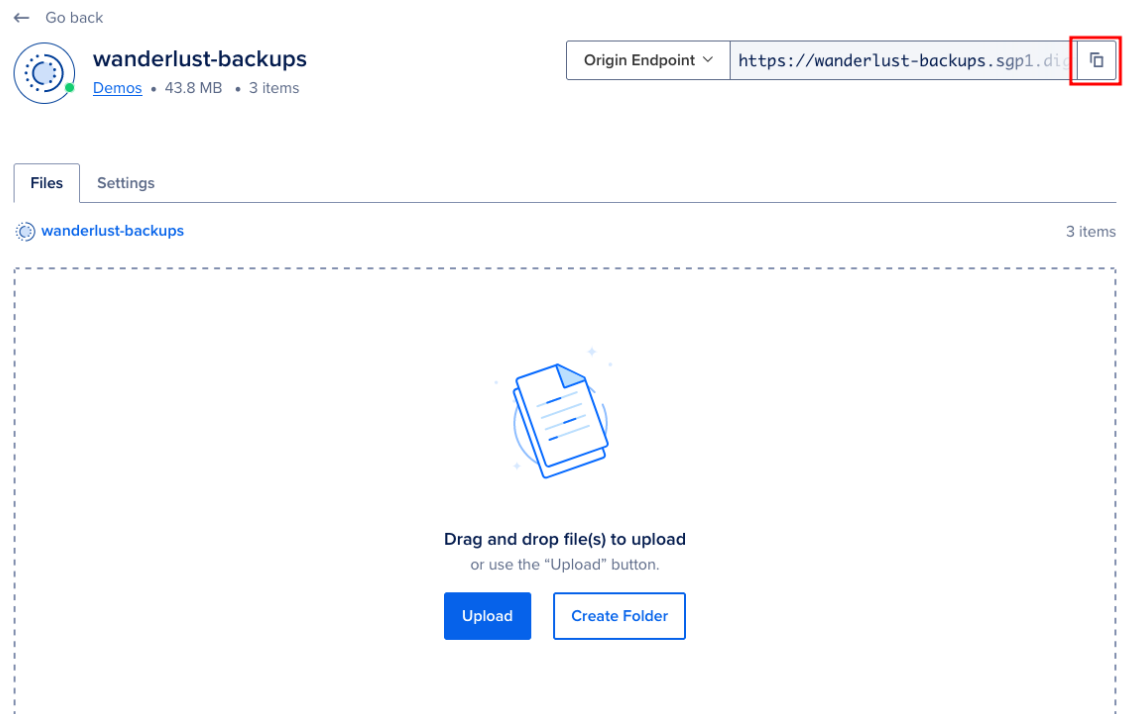 Go back
wanderlust-backups
Demos • 43.8 MB • 3 items
Origin Endpoint
https://wanderlust-backups.sgp1.dig
Files
Settings
wanderlust-backups
3 items
Drag and drop file(s) to upload
or use the “Upload” button.
Upload
Create Folder